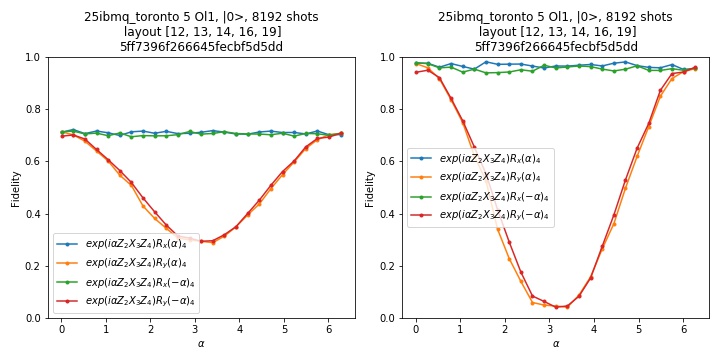 25ibmq_toronto 5 Ol1, |0>, 8192 shots
layout [12, 13, 14, 16, 19]
5ff7396f266645fecbf5d5dd
Fidelity
1.0
0.8
0.6
0.4
0.2
0.0
exp(iαZ₂X₃Z₄)Rₓ(α)₄
exp(iαZ₂X₃Z₄)Rᵧ(α)₄
exp(iαZ₂X₃Z₄)Rₓ(−α)₄
exp(iαZ₂X₃Z₄)Rᵧ(−α)₄
0 1 2 3 4 5 6
α
25ibmq_toronto 5 Ol1, |0>, 8192 shots
layout [12, 13, 14, 16, 19]
5ff7396f266645fecbf5d5dd
Fidelity
1.0
0.8
0.6
0.4
0.2
0.0
exp(iαZ₂X₃Z₄)Rₓ(α)₄
exp(iαZ₂X₃Z₄)Rᵧ(α)₄
exp(iαZ₂X₃Z₄)Rₓ(−α)₄
exp(iαZ₂X₃Z₄)Rᵧ(−α)₄
0 1 2 3 4 5 6
α